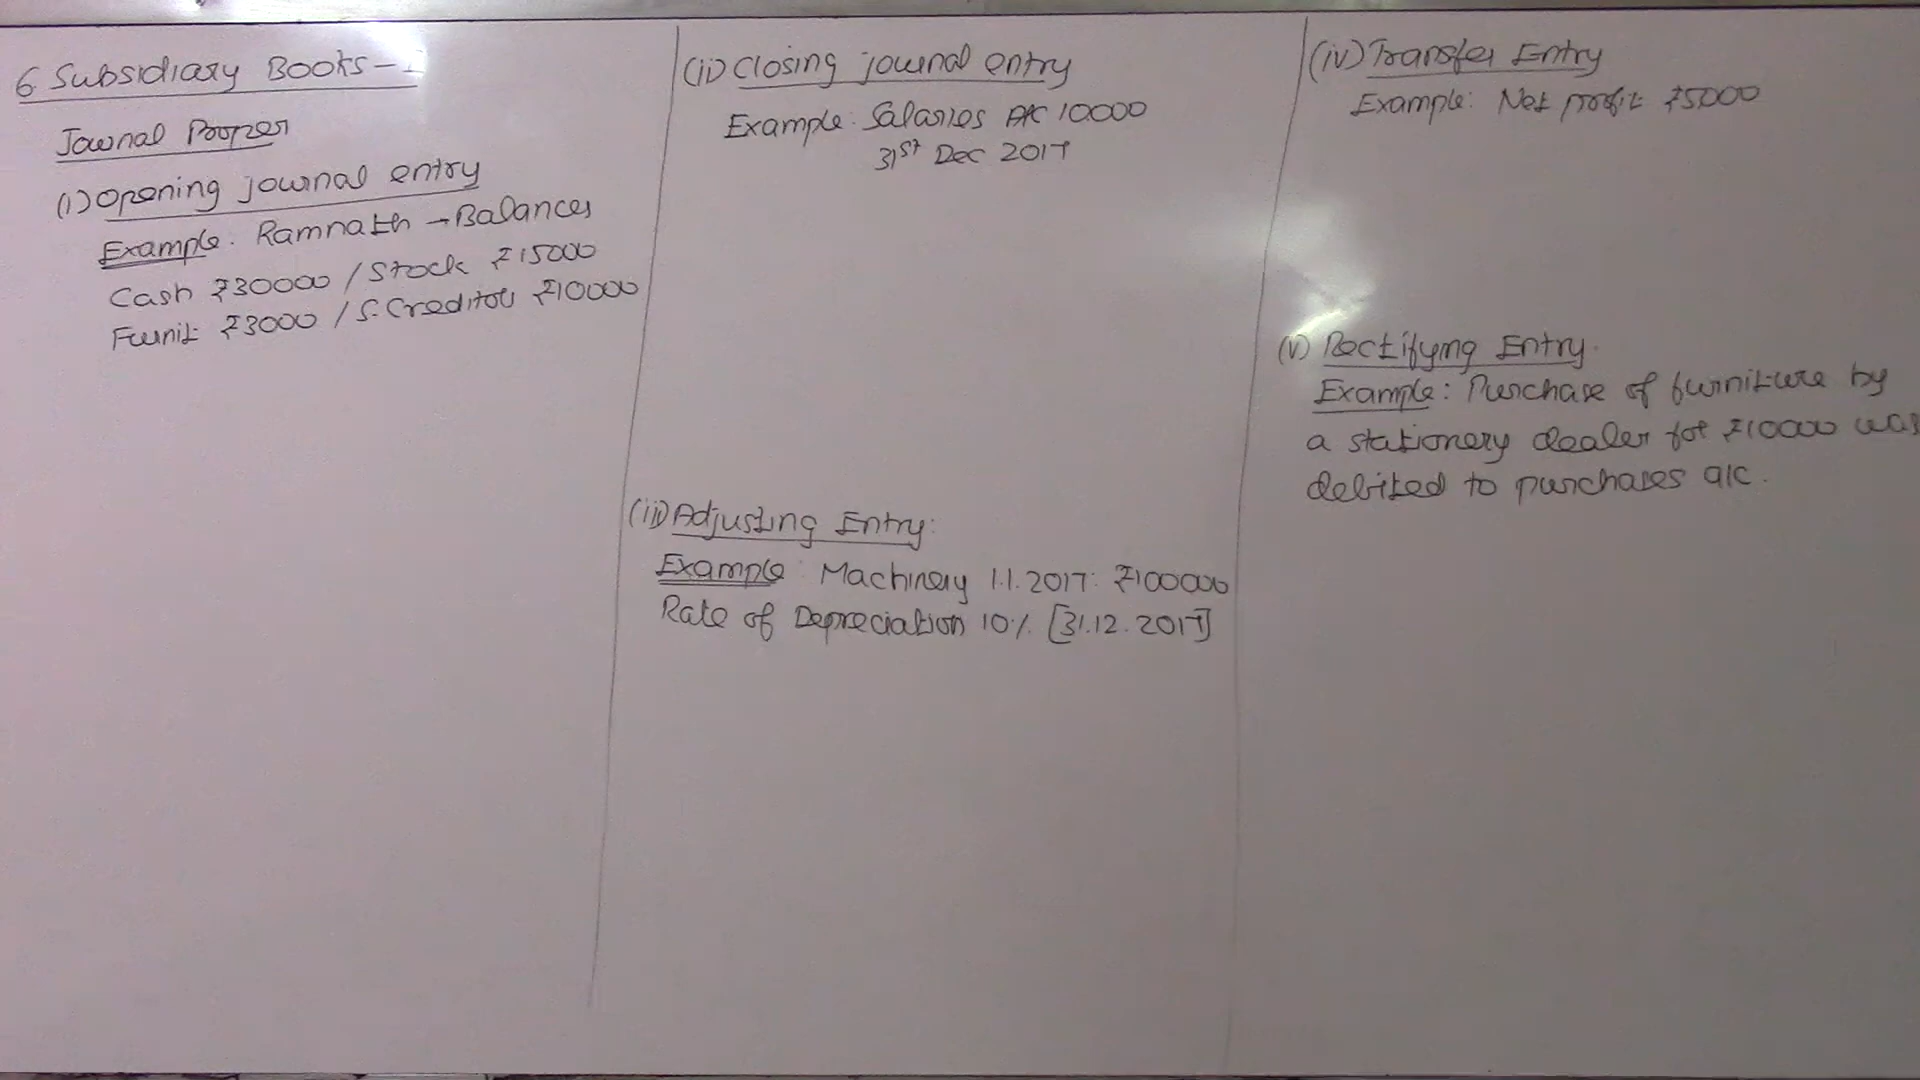 6 Subsidiary Books - I
Journal Proper
(i) Opening journal entry
Example: Ramnath → Balances
Cash ₹30000 / Stock ₹15000
Furnit: ₹3000 / S. Creditors ₹10000
(ii) Closing journal entry
Example: Salaries A/c 10,000
31st Dec 2017
(iii) Adjusting Entry:
Example: Machinery 1.1.2017: ₹100000
Rate of Depreciation 10% [31.12.2017]
(iv) Transfer Entry
Example: Net profit ₹5000
(v) Rectifying Entry.
Example: Purchase of furniture by
a stationery dealer for ₹10000 was
debited to purchases a/c.